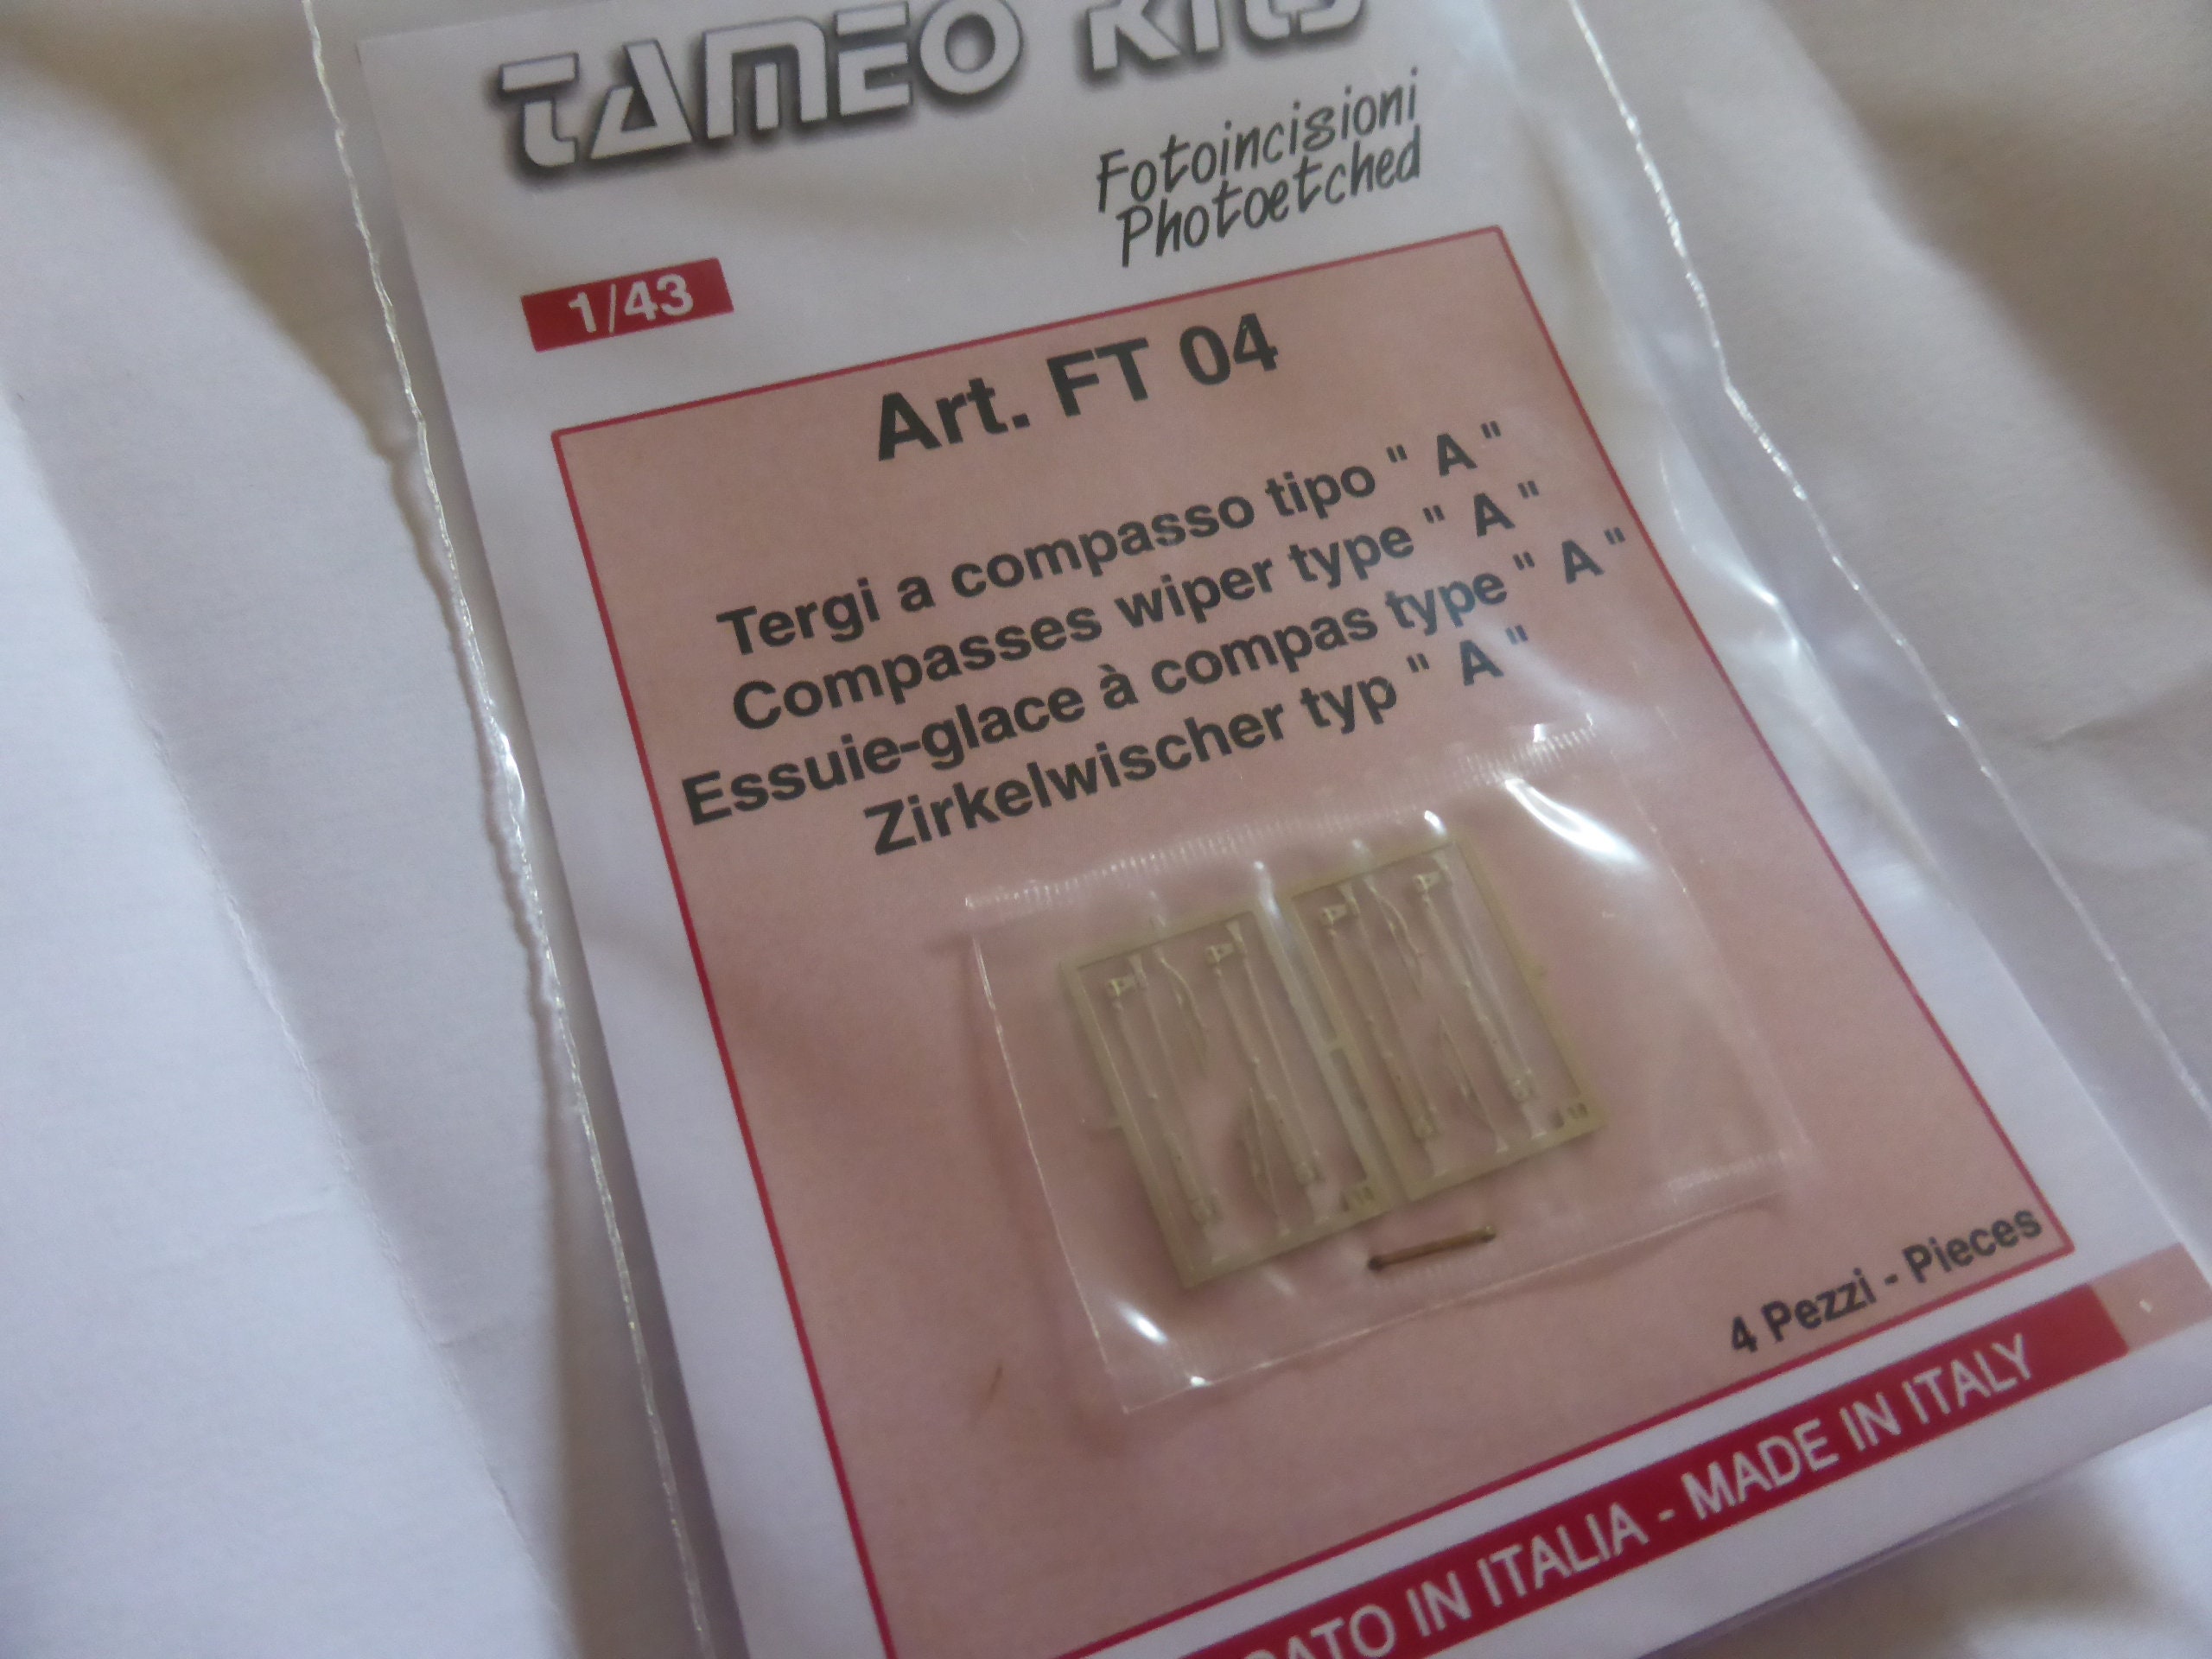 TAMEO KITS
Fotoincisioni
Photoetched
1/43
Art. FT 04
Tergi a compasso tipo " A "
Compasses wiper type " A "
Essuie-glace à compas type " A "
Zirkelwischer typ " A "
4 Pezzi - Pieces
IN ITALIA - MADE IN ITALY